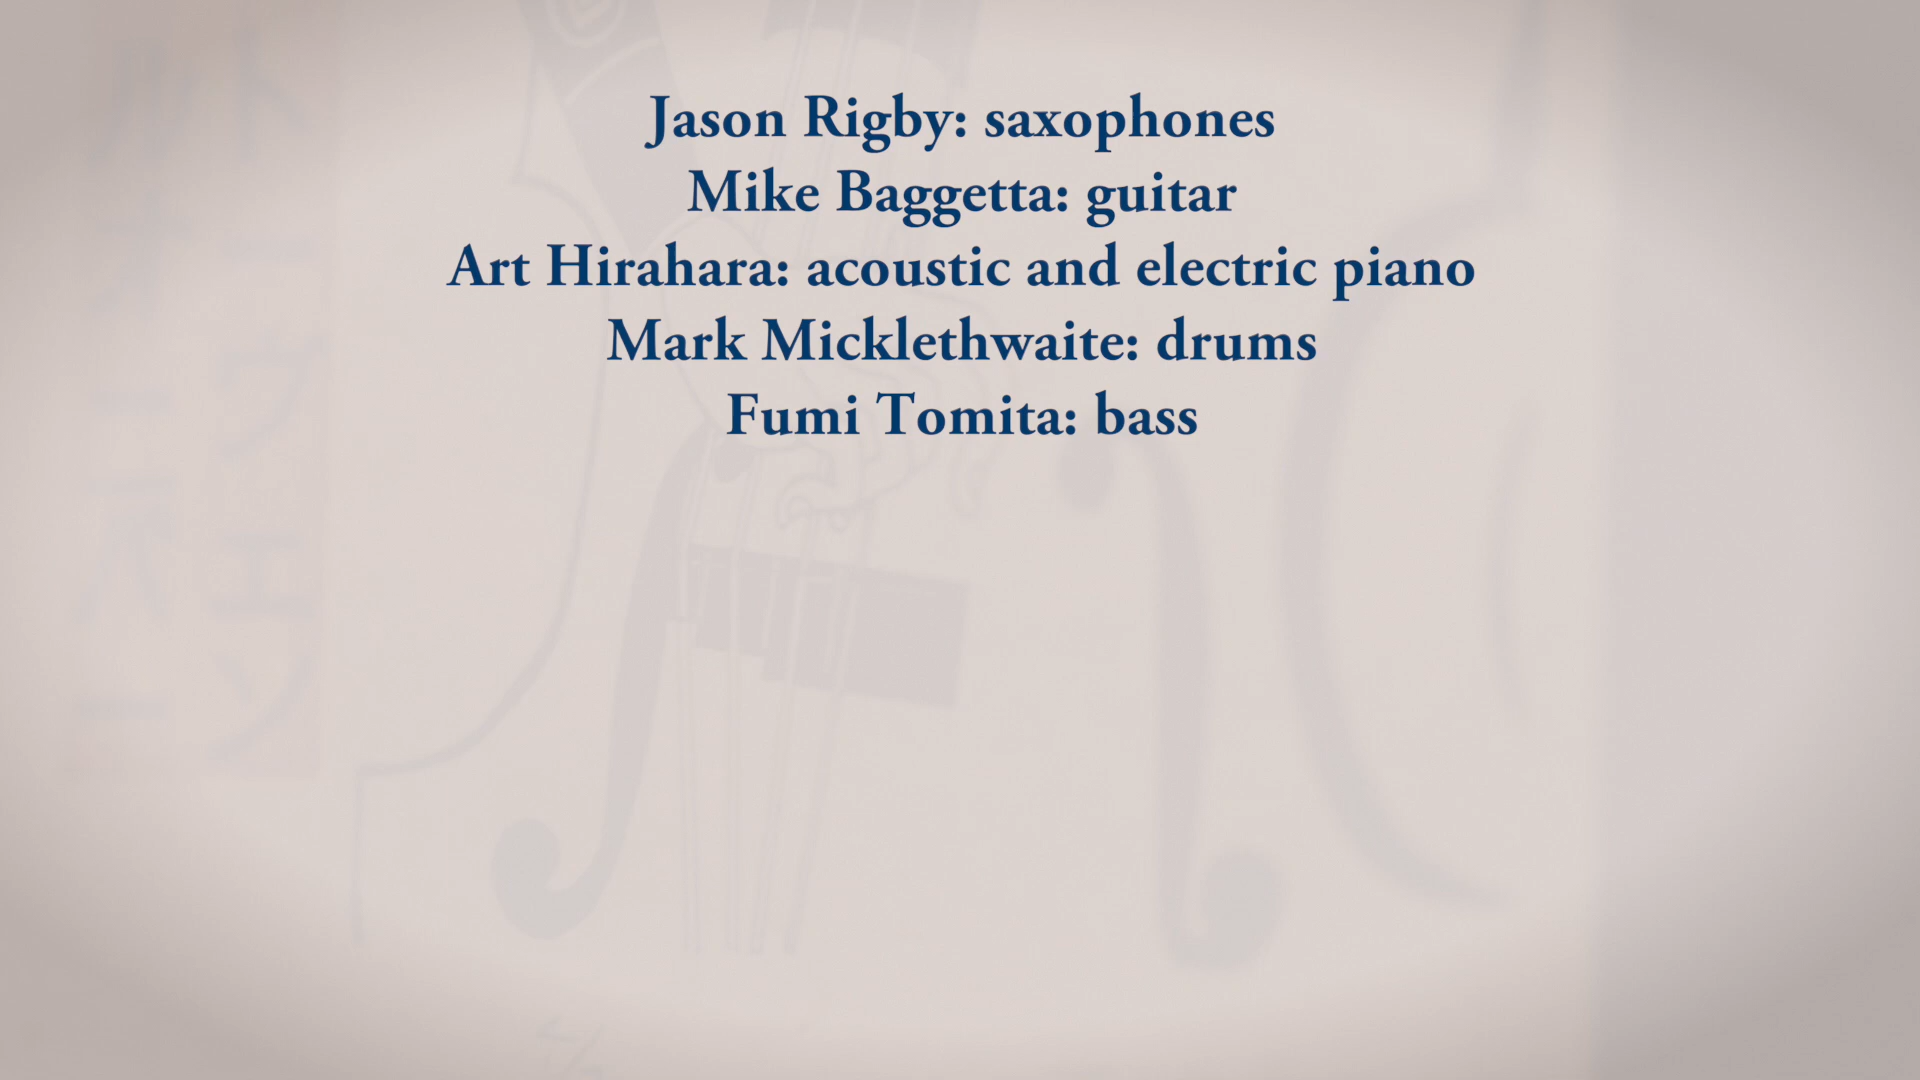 Jason Rigby: saxophones
Mike Baggetta: guitar
Art Hirahara: acoustic and electric piano
Mark Micklethwaite: drums
Fumi Tomita: bass